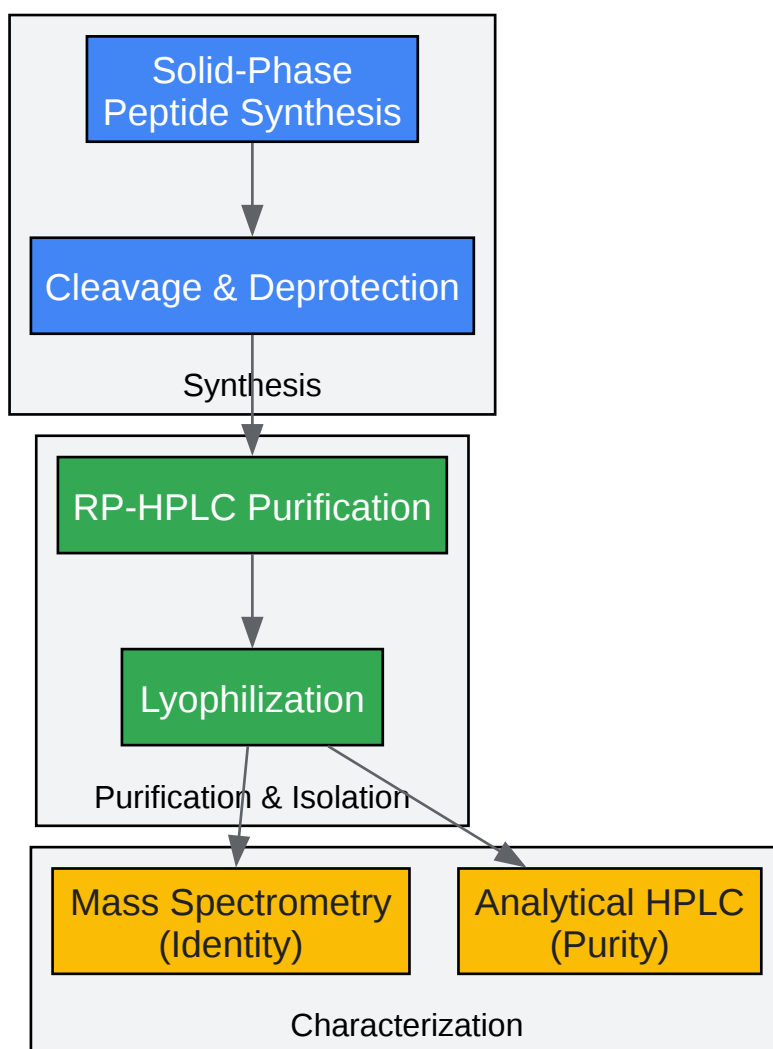 Solid-Phase
Peptide Synthesis
Cleavage & Deprotection
Synthesis
RP-HPLC Purification
Lyophilization
Purification & Isolation
Mass Spectrometry
(Identity)
Analytical HPLC
(Purity)
Characterization